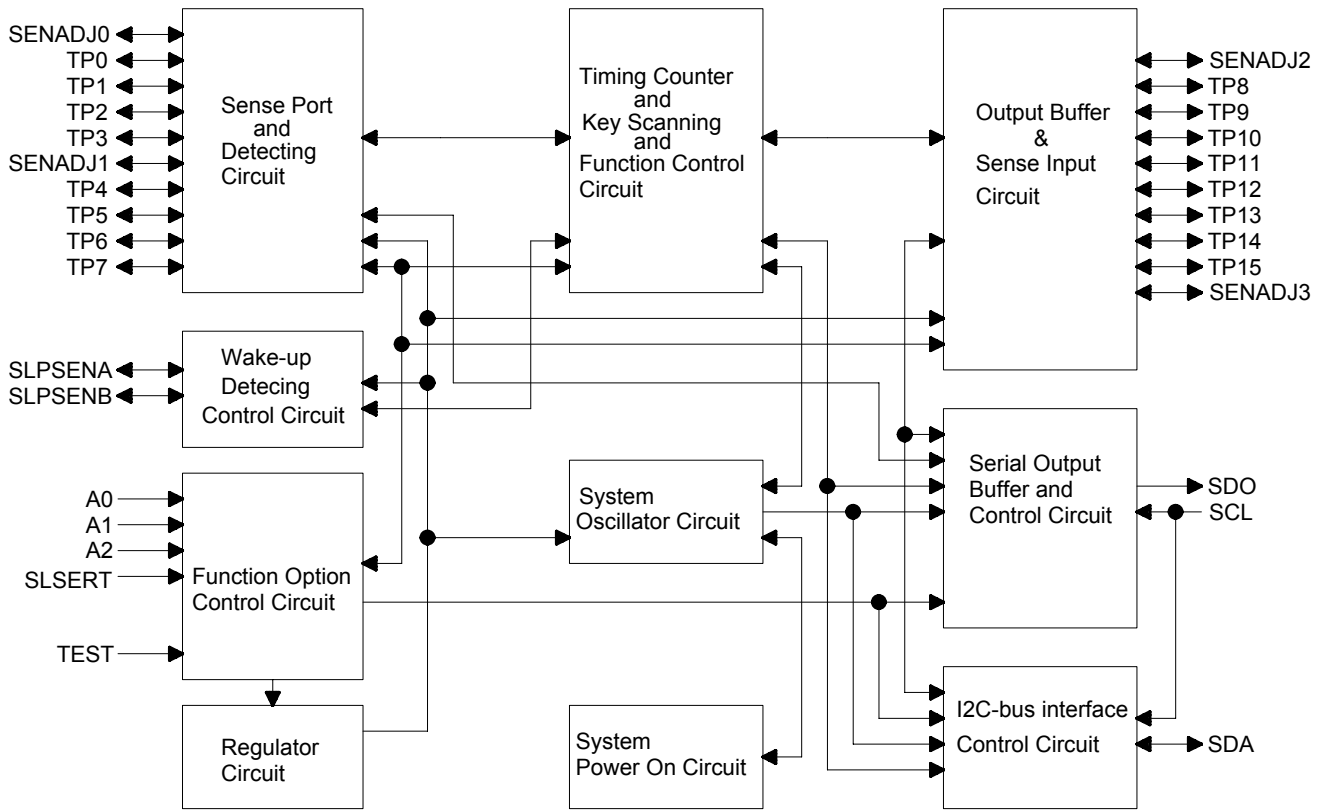 SENADJ0
TP0
TP1
TP2
TP3
SENADJ1
TP4
TP5
TP6
TP7
Sense Port
and
Detecting
Circuit
Timing Counter
and
Key Scanning
and
Function Control
Circuit
Output Buffer
&
Sense Input
Circuit
SENADJ2
TP8
TP9
TP10
TP11
TP12
TP13
TP14
TP15
SENADJ3
SLPSENA
SLPSENB
Wake-up
Detecing
Control Circuit
A0
A1
A2
SLSERT
TEST
Function Option
Control Circuit
System
Oscillator Circuit
Serial Output
Buffer and
Control Circuit
SDO
SCL
Regulator
Circuit
System
Power On Circuit
I2C-bus interface
Control Circuit
SDA